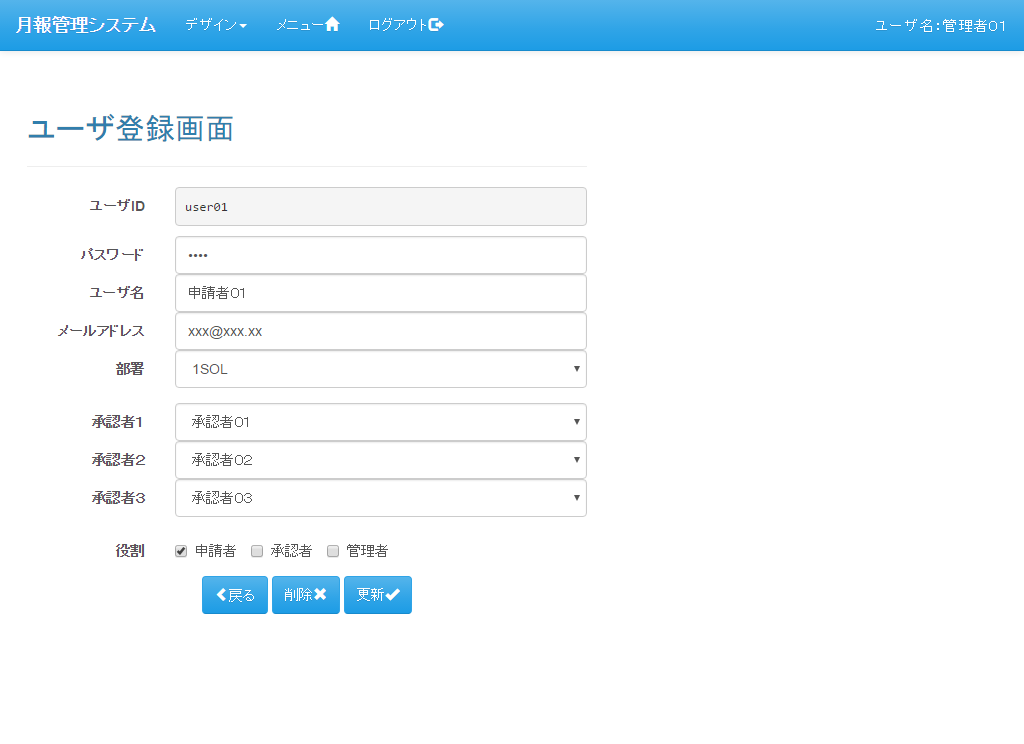 月報管理システム デザイン メニュー ログアウト ユーザ名:管理者01
ユーザ登録画面
ユーザID user01
パスワード ••••
ユーザ名 申請者01
メールアドレス xxx@xxx.xx
部署 1SOL
承認者1 承認者01
承認者2 承認者02
承認者3 承認者03
役割 申請者 承認者 管理者
戻る 削除 更新